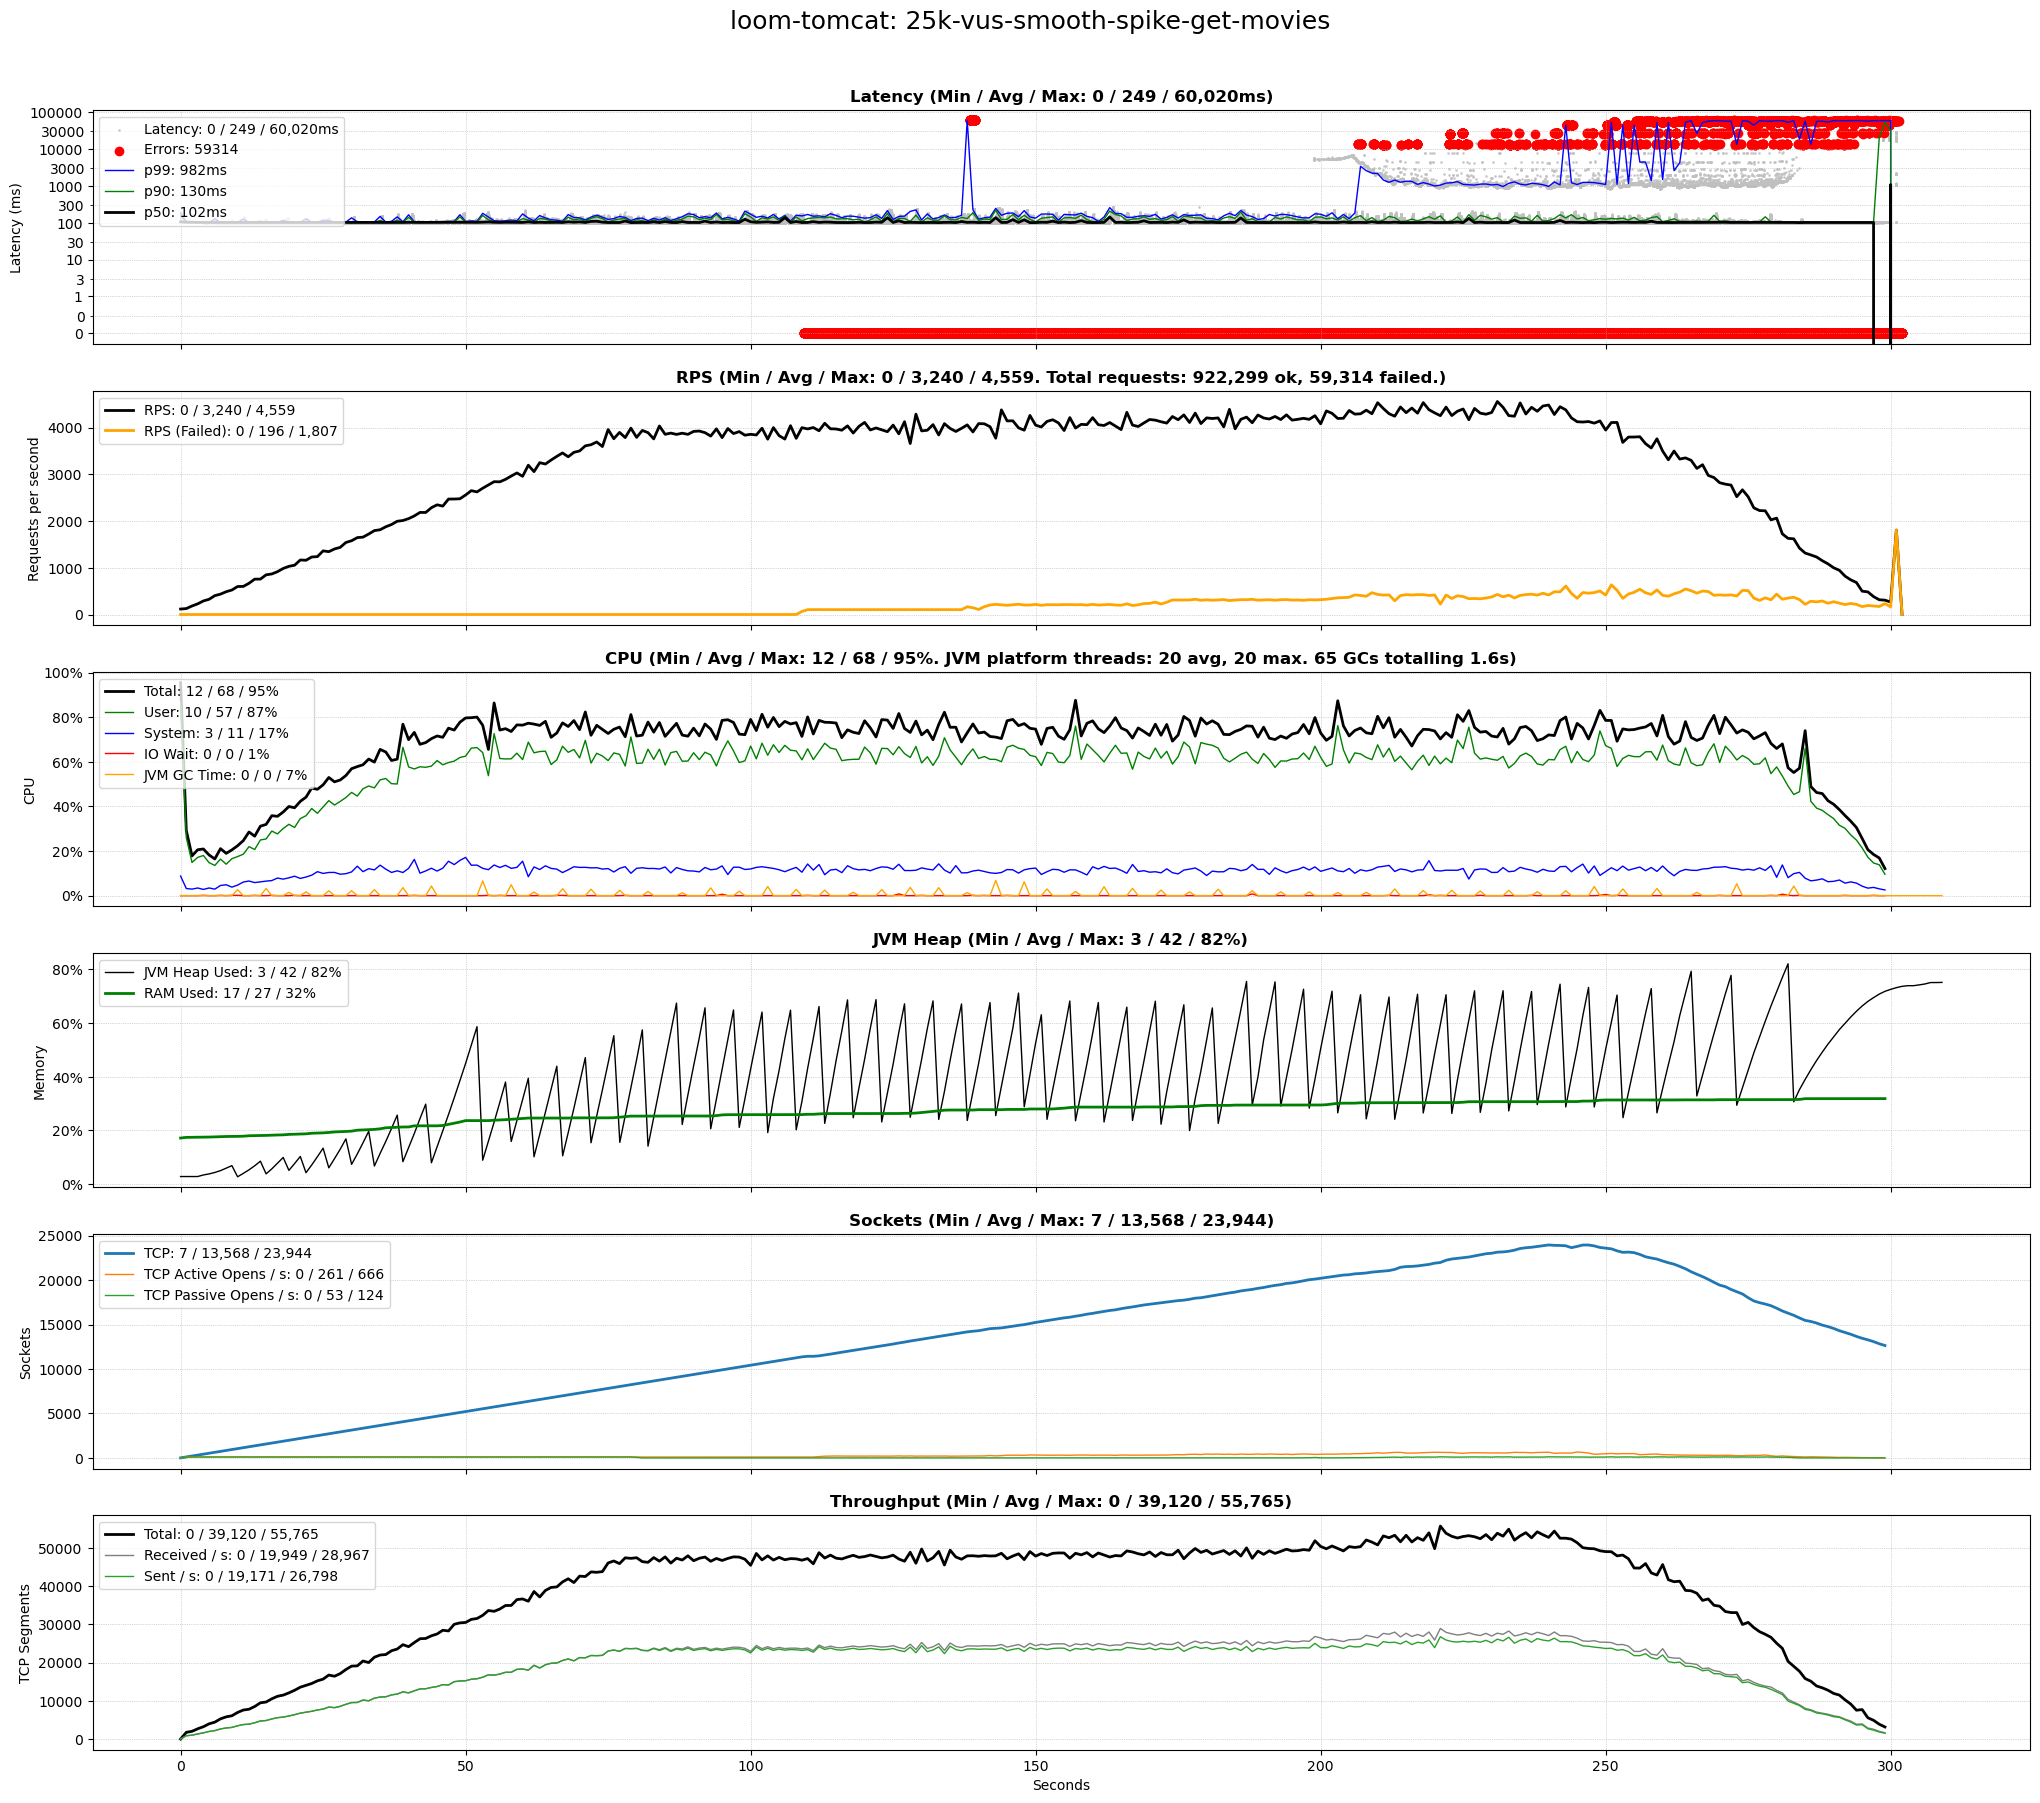 loom-tomcat: 25k-vus-smooth-spike-get-movies
Latency (Min / Avg / Max: 0 / 249 / 60,020ms)
Latency (ms)
100000
30000
10000
3000
1000
300
100
30
10
3
1
0
0
Latency: 0 / 249 / 60,020ms
Errors: 59314
p99: 982ms
p90: 130ms
p50: 102ms
RPS (Min / Avg / Max: 0 / 3,240 / 4,559. Total requests: 922,299 ok, 59,314 failed.)
Requests per second
4000
3000
2000
1000
0
RPS: 0 / 3,240 / 4,559
RPS (Failed): 0 / 196 / 1,807
CPU (Min / Avg / Max: 12 / 68 / 95%. JVM platform threads: 20 avg, 20 max. 65 GCs totalling 1.6s)
CPU
100%
80%
60%
40%
20%
0%
Total: 12 / 68 / 95%
User: 10 / 57 / 87%
System: 3 / 11 / 17%
IO Wait: 0 / 0 / 1%
JVM GC Time: 0 / 0 / 7%
JVM Heap (Min / Avg / Max: 3 / 42 / 82%)
Memory
80%
60%
40%
20%
0%
JVM Heap Used: 3 / 42 / 82%
RAM Used: 17 / 27 / 32%
Sockets (Min / Avg / Max: 7 / 13,568 / 23,944)
Sockets
25000
20000
15000
10000
5000
0
TCP: 7 / 13,568 / 23,944
TCP Active Opens / s: 0 / 261 / 666
TCP Passive Opens / s: 0 / 53 / 124
Throughput (Min / Avg / Max: 0 / 39,120 / 55,765)
TCP Segments
50000
40000
30000
20000
10000
0
Total: 0 / 39,120 / 55,765
Received / s: 0 / 19,949 / 28,967
Sent / s: 0 / 19,171 / 26,798
0 50 100 150 200 250 300
Seconds